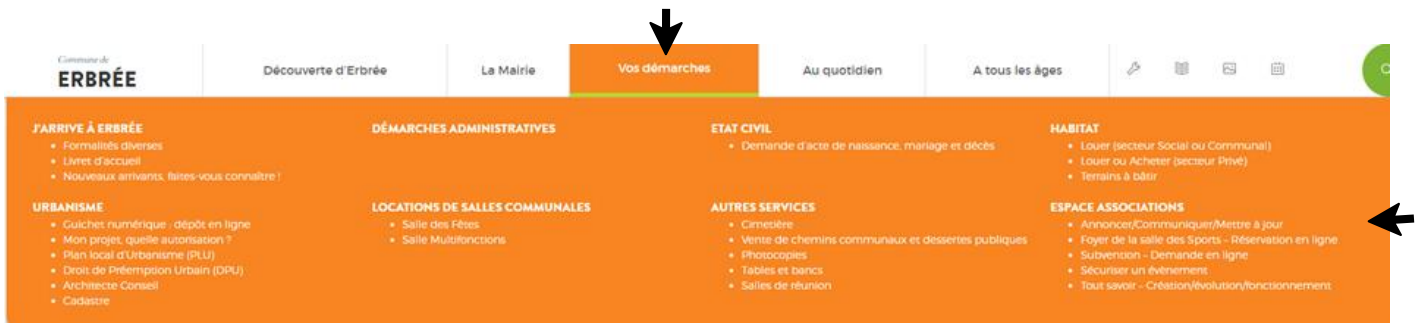 Commune de
ERBRÉE
Découverte d'Erbrée
La Mairie
Vos démarches
Au quotidien
A tous les âges
J'ARRIVE À ERBRÉE
• Formalités diverses
• Livret d'accueil
• Nouveaux arrivants, faites-vous connaître !
DÉMARCHES ADMINISTRATIVES
ETAT CIVIL
• Demande d'acte de naissance, mariage et décès
HABITAT
• Louer (secteur Social ou Communal)
• Louer ou Acheter (secteur Privé)
• Terrains à bâtir
URBANISME
• Guichet numérique : dépôt en ligne
• Mon projet, quelle autorisation ?
• Plan local d'Urbanisme (PLU)
• Droit de Préemption Urbain (DPU)
• Architecte Conseil
• Cadastre
LOCATIONS DE SALLES COMMUNALES
• Salle des Fêtes
• Salle Multifonctions
AUTRES SERVICES
• Cimetière
• Vente de chemins communaux et dessertes publiques
• Photocopies
• Tables et bancs
• Salles de réunion
ESPACE ASSOCIATIONS
• Annoncer/Communiquer/Mettre à jour
• Foyer de la salle des Sports - Réservation en ligne
• Subvention - Demande en ligne
• Sécuriser un évènement
• Tout savoir - Création/évolution/fonctionnement